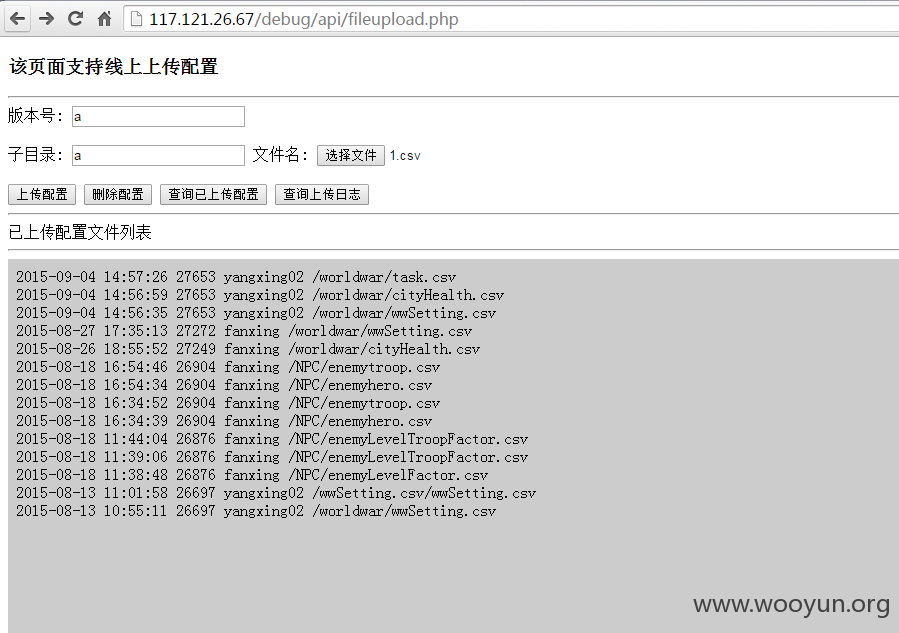 117.121.26.67/debug/api/fileupload.php
该页面支持线上上传配置
版本号: a
子目录: a 文件名: 选择文件 1.csv
上传配置 删除配置 查询已上传配置 查询上传日志
已上传配置文件列表
2015-09-04 14:57:26 27653 yangxing02 /worldwar/task.csv
2015-09-04 14:56:59 27653 yangxing02 /worldwar/cityHealth.csv
2015-09-04 14:56:35 27653 yangxing02 /worldwar/wwSetting.csv
2015-08-27 17:35:13 27272 fanxing /worldwar/wwSetting.csv
2015-08-26 18:55:52 27249 fanxing /worldwar/cityHealth.csv
2015-08-18 16:54:46 26904 fanxing /NPC/enemytroop.csv
2015-08-18 16:54:34 26904 fanxing /NPC/enemyhero.csv
2015-08-18 16:34:52 26904 fanxing /NPC/enemytroop.csv
2015-08-18 16:34:39 26904 fanxing /NPC/enemyhero.csv
2015-08-18 11:44:04 26876 fanxing /NPC/enemyLevelTroopFactor.csv
2015-08-18 11:39:06 26876 fanxing /NPC/enemyLevelTroopFactor.csv
2015-08-18 11:38:48 26876 fanxing /NPC/enemyLevelFactor.csv
2015-08-13 11:01:58 26697 yangxing02 /wwSetting.csv/wwSetting.csv
2015-08-13 10:55:11 26697 yangxing02 /worldwar/wwSetting.csv
www.wooyun.org